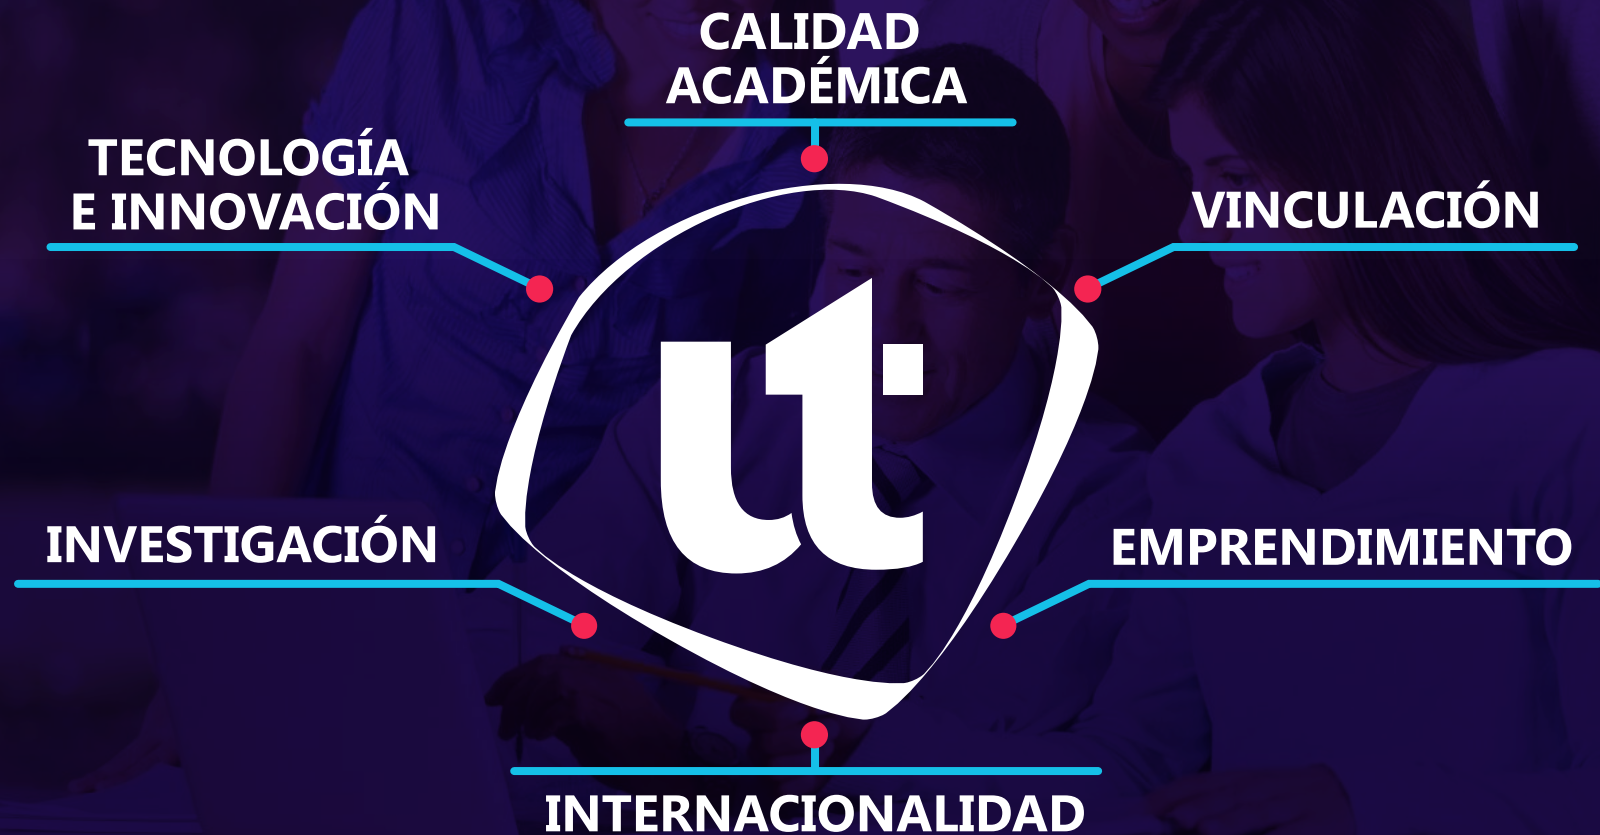 CALIDAD
ACADÉMICA
TECNOLOGÍA
E INNOVACIÓN
VINCULACIÓN
ut
INVESTIGACIÓN
EMPRENDIMIENTO
INTERNACIONALIDAD